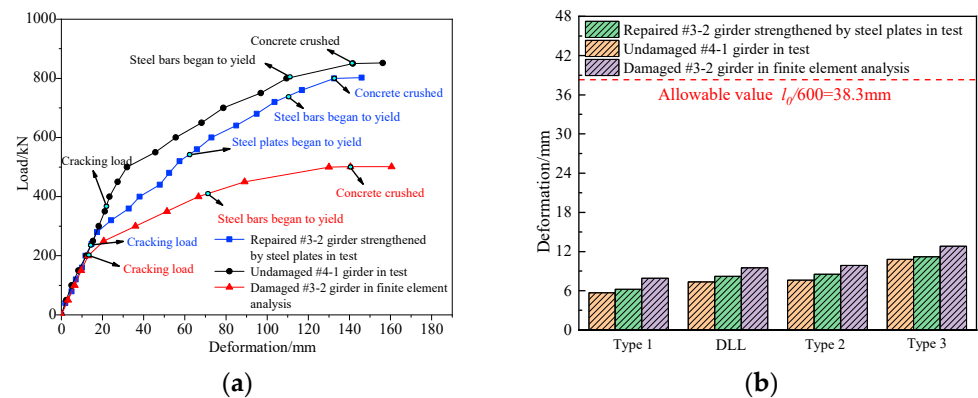 1000
800
600
400
200
0
Load/kN
0 20 40 60 80 100 120 140 160 180
Deformation/mm
Concrete crushed
Steel bars began to yield
Concrete crushed
Steel bars began to yield
Steel plates began to yield
Cracking load
Concrete crushed
Steel bars began to yield
Cracking load
Cracking load
Repaired #3-2 girder strengthened
by steel plates in test
Undamaged #4-1 girder in test
Damaged #3-2 girder in finite element
analysis
(a)
48
42
36
30
24
18
12
6
0
Deformation/mm
Repaired #3-2 girder strengthened by steel plates in test
Undamaged #4-1 girder in test
Damaged #3-2 girder in finite element analysis
Allowable value l0/600=38.3mm
Type 1 DLL Type 2 Type 3
(b)